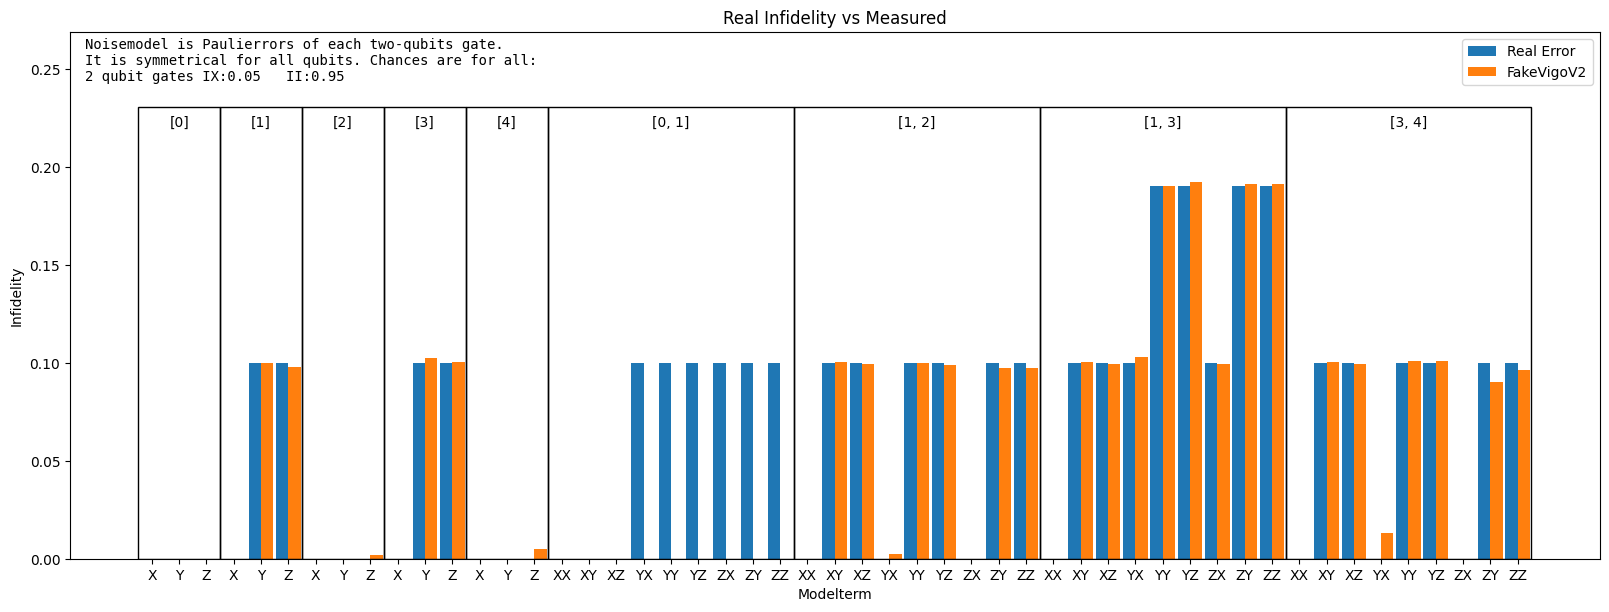 Real Infidelity vs Measured
Noisemodel is Paulierrors of each two-qubits gate.
It is symmetrical for all qubits. Chances are for all:
2 qubit gates IX:0.05   II:0.95
Real Error
FakeVigoV2
[0] [1] [2] [3] [4] [0, 1] [1, 2] [1, 3] [3, 4]
0.25
0.20
0.15
0.10
0.05
0.00
Infidelity
X Y Z X Y Z X Y Z X Y Z X Y Z XX XY XZ YX YY YZ ZX ZY ZZ XX XY XZ YX YY YZ ZX ZY ZZ XX XY XZ YX YY YZ ZX ZY ZZ XX XY XZ YX YY YZ ZX ZY ZZ
Modelterm